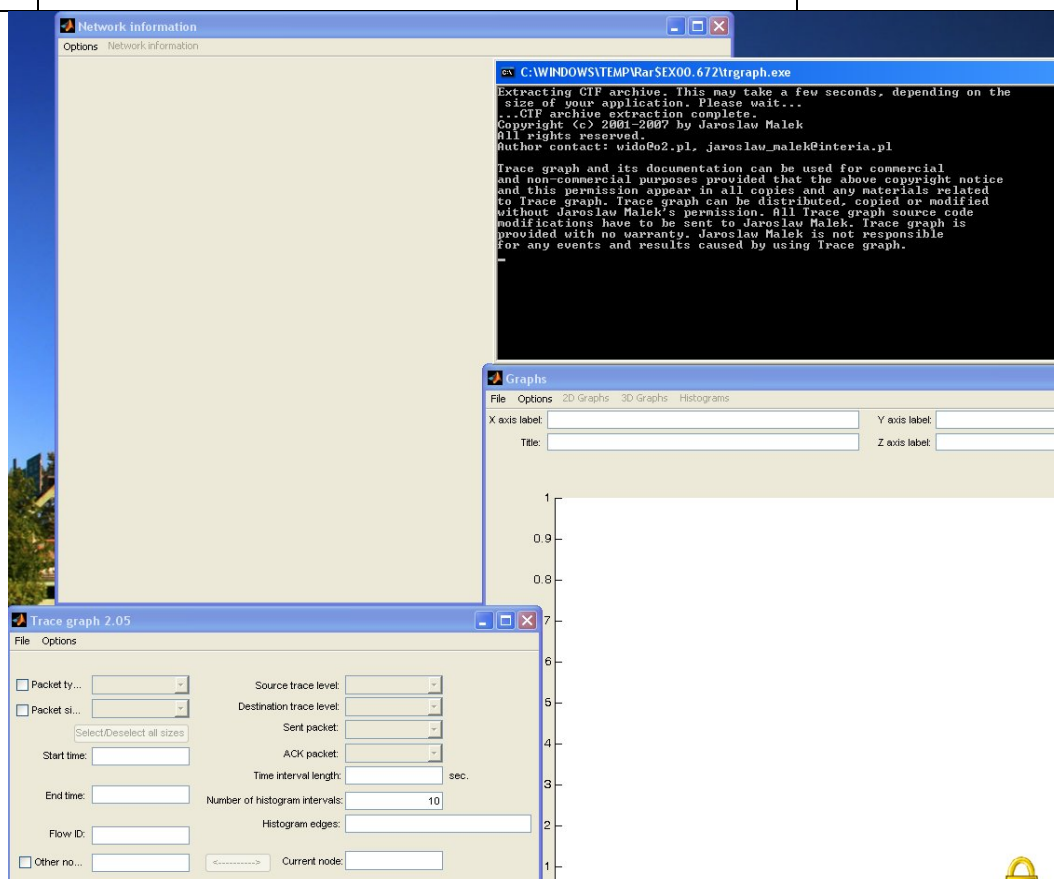 Network information
Options Network information
C:\WINDOWS\TEMP\Rar$EX00.672\trgraph.exe
Extracting CTF archive. This may take a few seconds, depending on the
size of your application. Please wait...
...CTF archive extraction complete.
Copyright (c) 2001-2007 by Jaroslaw Malek
All rights reserved.
Author contact: wido@o2.pl, jaroslaw_malek@interia.pl
Trace graph and its documentation can be used for commercial
and non-commercial purposes provided that the above copyright notice
and this permission appear in all copies and any materials related
to Trace graph. Trace graph can be distributed, copied or modified
without Jaroslaw Malek's permission. All Trace graph source code
modifications have to be sent to Jaroslaw Malek. Trace graph is
provided with no warranty. Jaroslaw Malek is not responsible
for any events and results caused by using Trace graph.
Graphs
File Options 2D Graphs 3D Graphs Histograms
X axis label: Y axis label:
Title: Z axis label:
1
0.9
0.8
7
6
5
4
3
2
1
Trace graph 2.05
File Options
Packet ty... Source trace level:
Packet si... Destination trace level:
Select/Deselect all sizes Sent packet:
Start time: ACK packet:
Time interval length: sec.
End time: Number of histogram intervals: 10
Histogram edges:
Flow ID:
Other no... <----------> Current node: